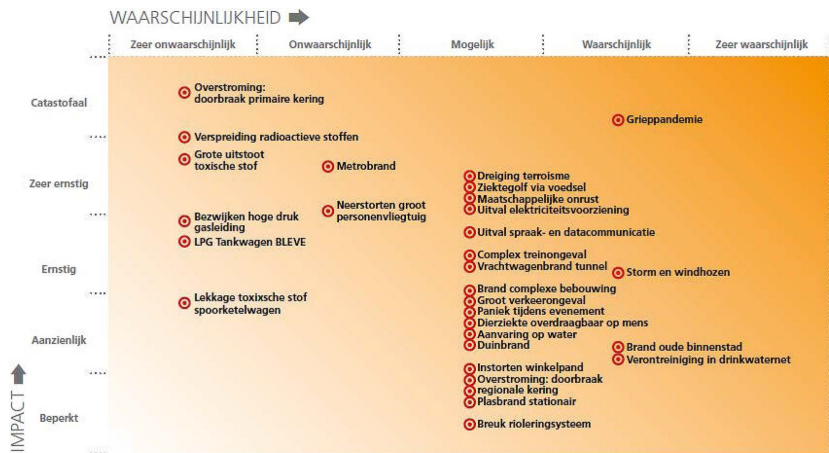 WAARSCHIJNLIJKHEID
Zeer onwaarschijnlijk
Onwaarschijnlijk
Mogelijk
Waarschijnlijk
Zeer waarschijnlijk
IMPACT
Catastofaal
Zeer ernstig
Ernstig
Aanzienlijk
Beperkt
Overstroming:
doorbraak primaire kering
Verspreiding radioactieve stoffen
Grote uitstoot
toxische stof
Bezwijken hoge druk
gasleiding
LPG Tankwagen BLEVE
Lekkage toxixsche stof
spoorketelwagen
Metrobrand
Neerstorten groot
personenvliegtuig
Dreiging terroisme
Ziektegolf via voedsel
Maatschappelijke onrust
Uitval elektriciteitsvoorziening
Uitval spraak- en datacommunicatie
Complex treinongeval
Vrachtwagenbrand tunnel
Brand complexe bebouwing
Groot verkeerongeval
Paniek tijdens evenement
Dierziekte overdraagbaar op mens
Aanvaring op water
Duinbrand
Instorten winkelpand
Overstroming: doorbraak
regionale kering
Plasbrand stationair
Breuk rioleringsysteem
Grieppandemie
Storm en windhozen
Brand oude binnenstad
Verontreiniging in drinkwaternet